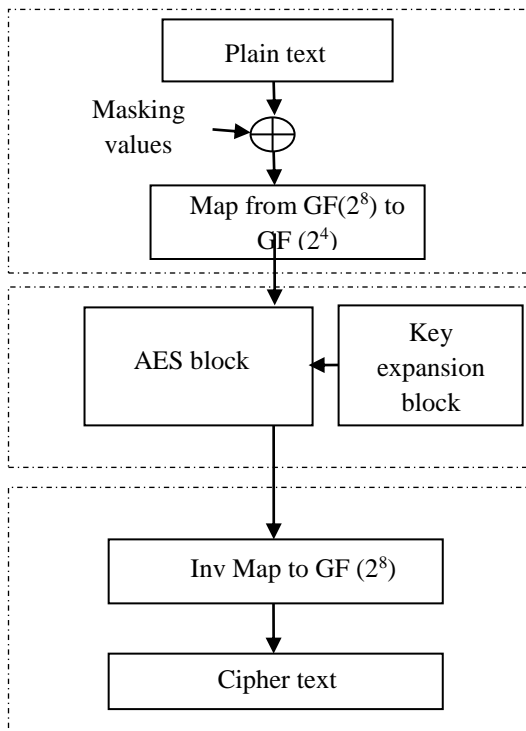 Plain text
Masking
values
Map from GF(2⁸) to
GF (2⁴)
AES block
Key
expansion
block
Inv Map to GF (2⁸)
Cipher text